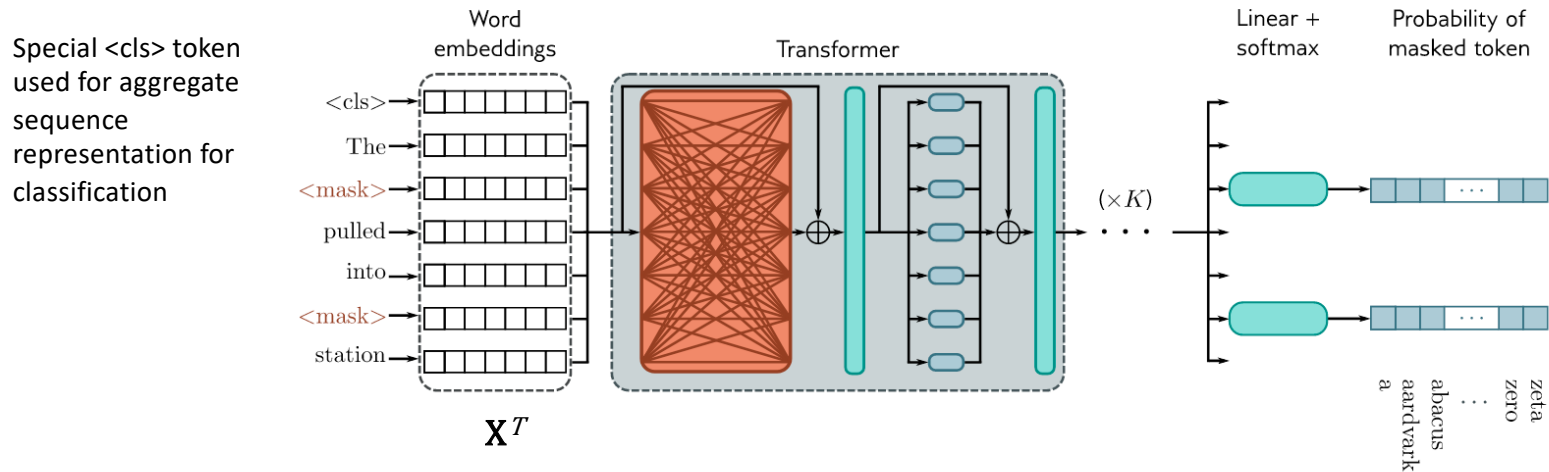 Special <cls> token
used for aggregate
sequence
representation for
classification
Word
embeddings
Transformer
Linear +
softmax
Probability of
masked token
<cls>
The
<mask>
pulled
into
<mask>
station
(×K)
· · ·
· · ·
· · ·
a
aardvark
abacus
· · ·
zero
zeta
X^T